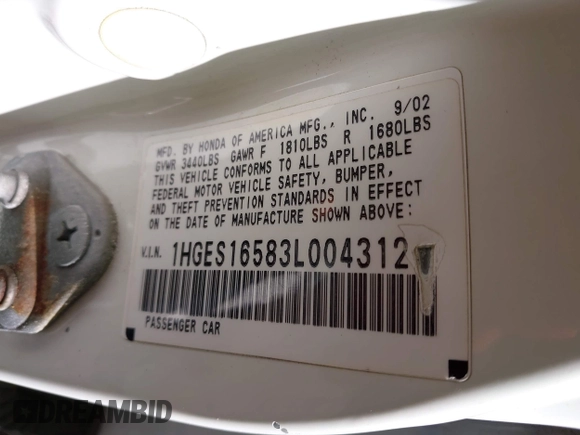 MFD. BY HONDA OF AMERICA MFG., INC. 9/02
GVWR 3440LBS GAWR F 1810LBS R 1680LBS
THIS VEHICLE CONFORMS TO ALL APPLICABLE
FEDERAL MOTOR VEHICLE SAFETY, BUMPER,
AND THEFT PREVENTION STANDARDS IN EFFECT
ON THE DATE OF MANUFACTURE SHOWN ABOVE:
V.I.N. 1HGES16583L004312
PASSENGER CAR
DREAMBID